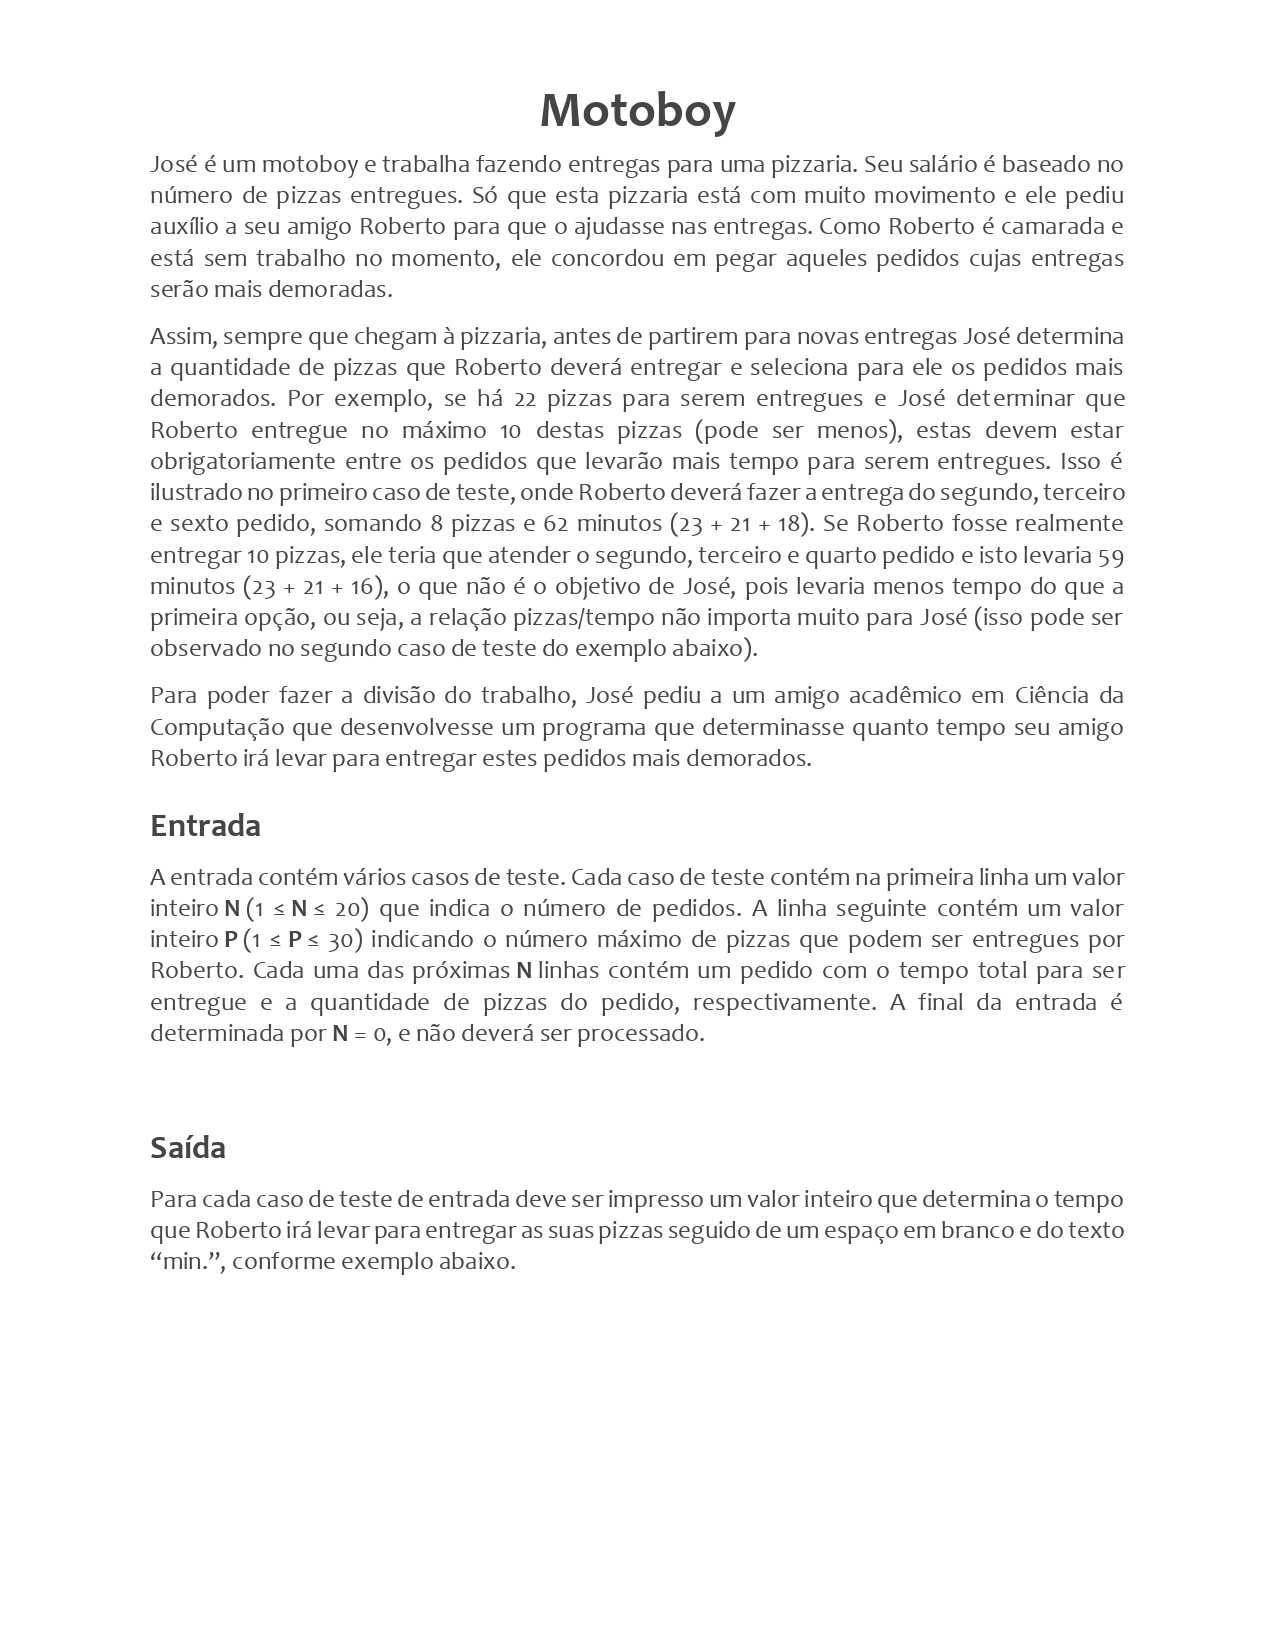 Motoboy
José é um motoboy e trabalha fazendo entregas para uma pizzaria. Seu salário é baseado no
número de pizzas entregues. Só que esta pizzaria está com muito movimento e ele pediu
auxílio a seu amigo Roberto para que o ajudasse nas entregas. Como Roberto é camarada e
está sem trabalho no momento, ele concordou em pegar aqueles pedidos cujas entregas
serão mais demoradas.
Assim, sempre que chegam à pizzaria, antes de partirem para novas entregas José determina
a quantidade de pizzas que Roberto deverá entregar e seleciona para ele os pedidos mais
demorados. Por exemplo, se há 22 pizzas para serem entregues e José determinar que
Roberto entregue no máximo 10 destas pizzas (pode ser menos), estas devem estar
obrigatoriamente entre os pedidos que levarão mais tempo para serem entregues. Isso é
ilustrado no primeiro caso de teste, onde Roberto deverá fazer a entrega do segundo, terceiro
e sexto pedido, somando 8 pizzas e 62 minutos (23 + 21 + 18). Se Roberto fosse realmente
entregar 10 pizzas, ele teria que atender o segundo, terceiro e quarto pedido e isto levaria 59
minutos (23 + 21 + 16), o que não é o objetivo de José, pois levaria menos tempo do que a
primeira opção, ou seja, a relação pizzas/tempo não importa muito para José (isso pode ser
observado no segundo caso de teste do exemplo abaixo).
Para poder fazer a divisão do trabalho, José pediu a um amigo acadêmico em Ciência da
Computação que desenvolvesse um programa que determinasse quanto tempo seu amigo
Roberto irá levar para entregar estes pedidos mais demorados.
Entrada
A entrada contém vários casos de teste. Cada caso de teste contém na primeira linha um valor
inteiro N (1 ≤ N ≤ 20) que indica o número de pedidos. A linha seguinte contém um valor
inteiro P (1 ≤ P ≤ 30) indicando o número máximo de pizzas que podem ser entregues por
Roberto. Cada uma das próximas N linhas contém um pedido com o tempo total para ser
entregue e a quantidade de pizzas do pedido, respectivamente. A final da entrada é
determinada por N = 0, e não deverá ser processado.
Saída
Para cada caso de teste de entrada deve ser impresso um valor inteiro que determina o tempo
que Roberto irá levar para entregar as suas pizzas seguido de um espaço em branco e do texto
“min.”, conforme exemplo abaixo.